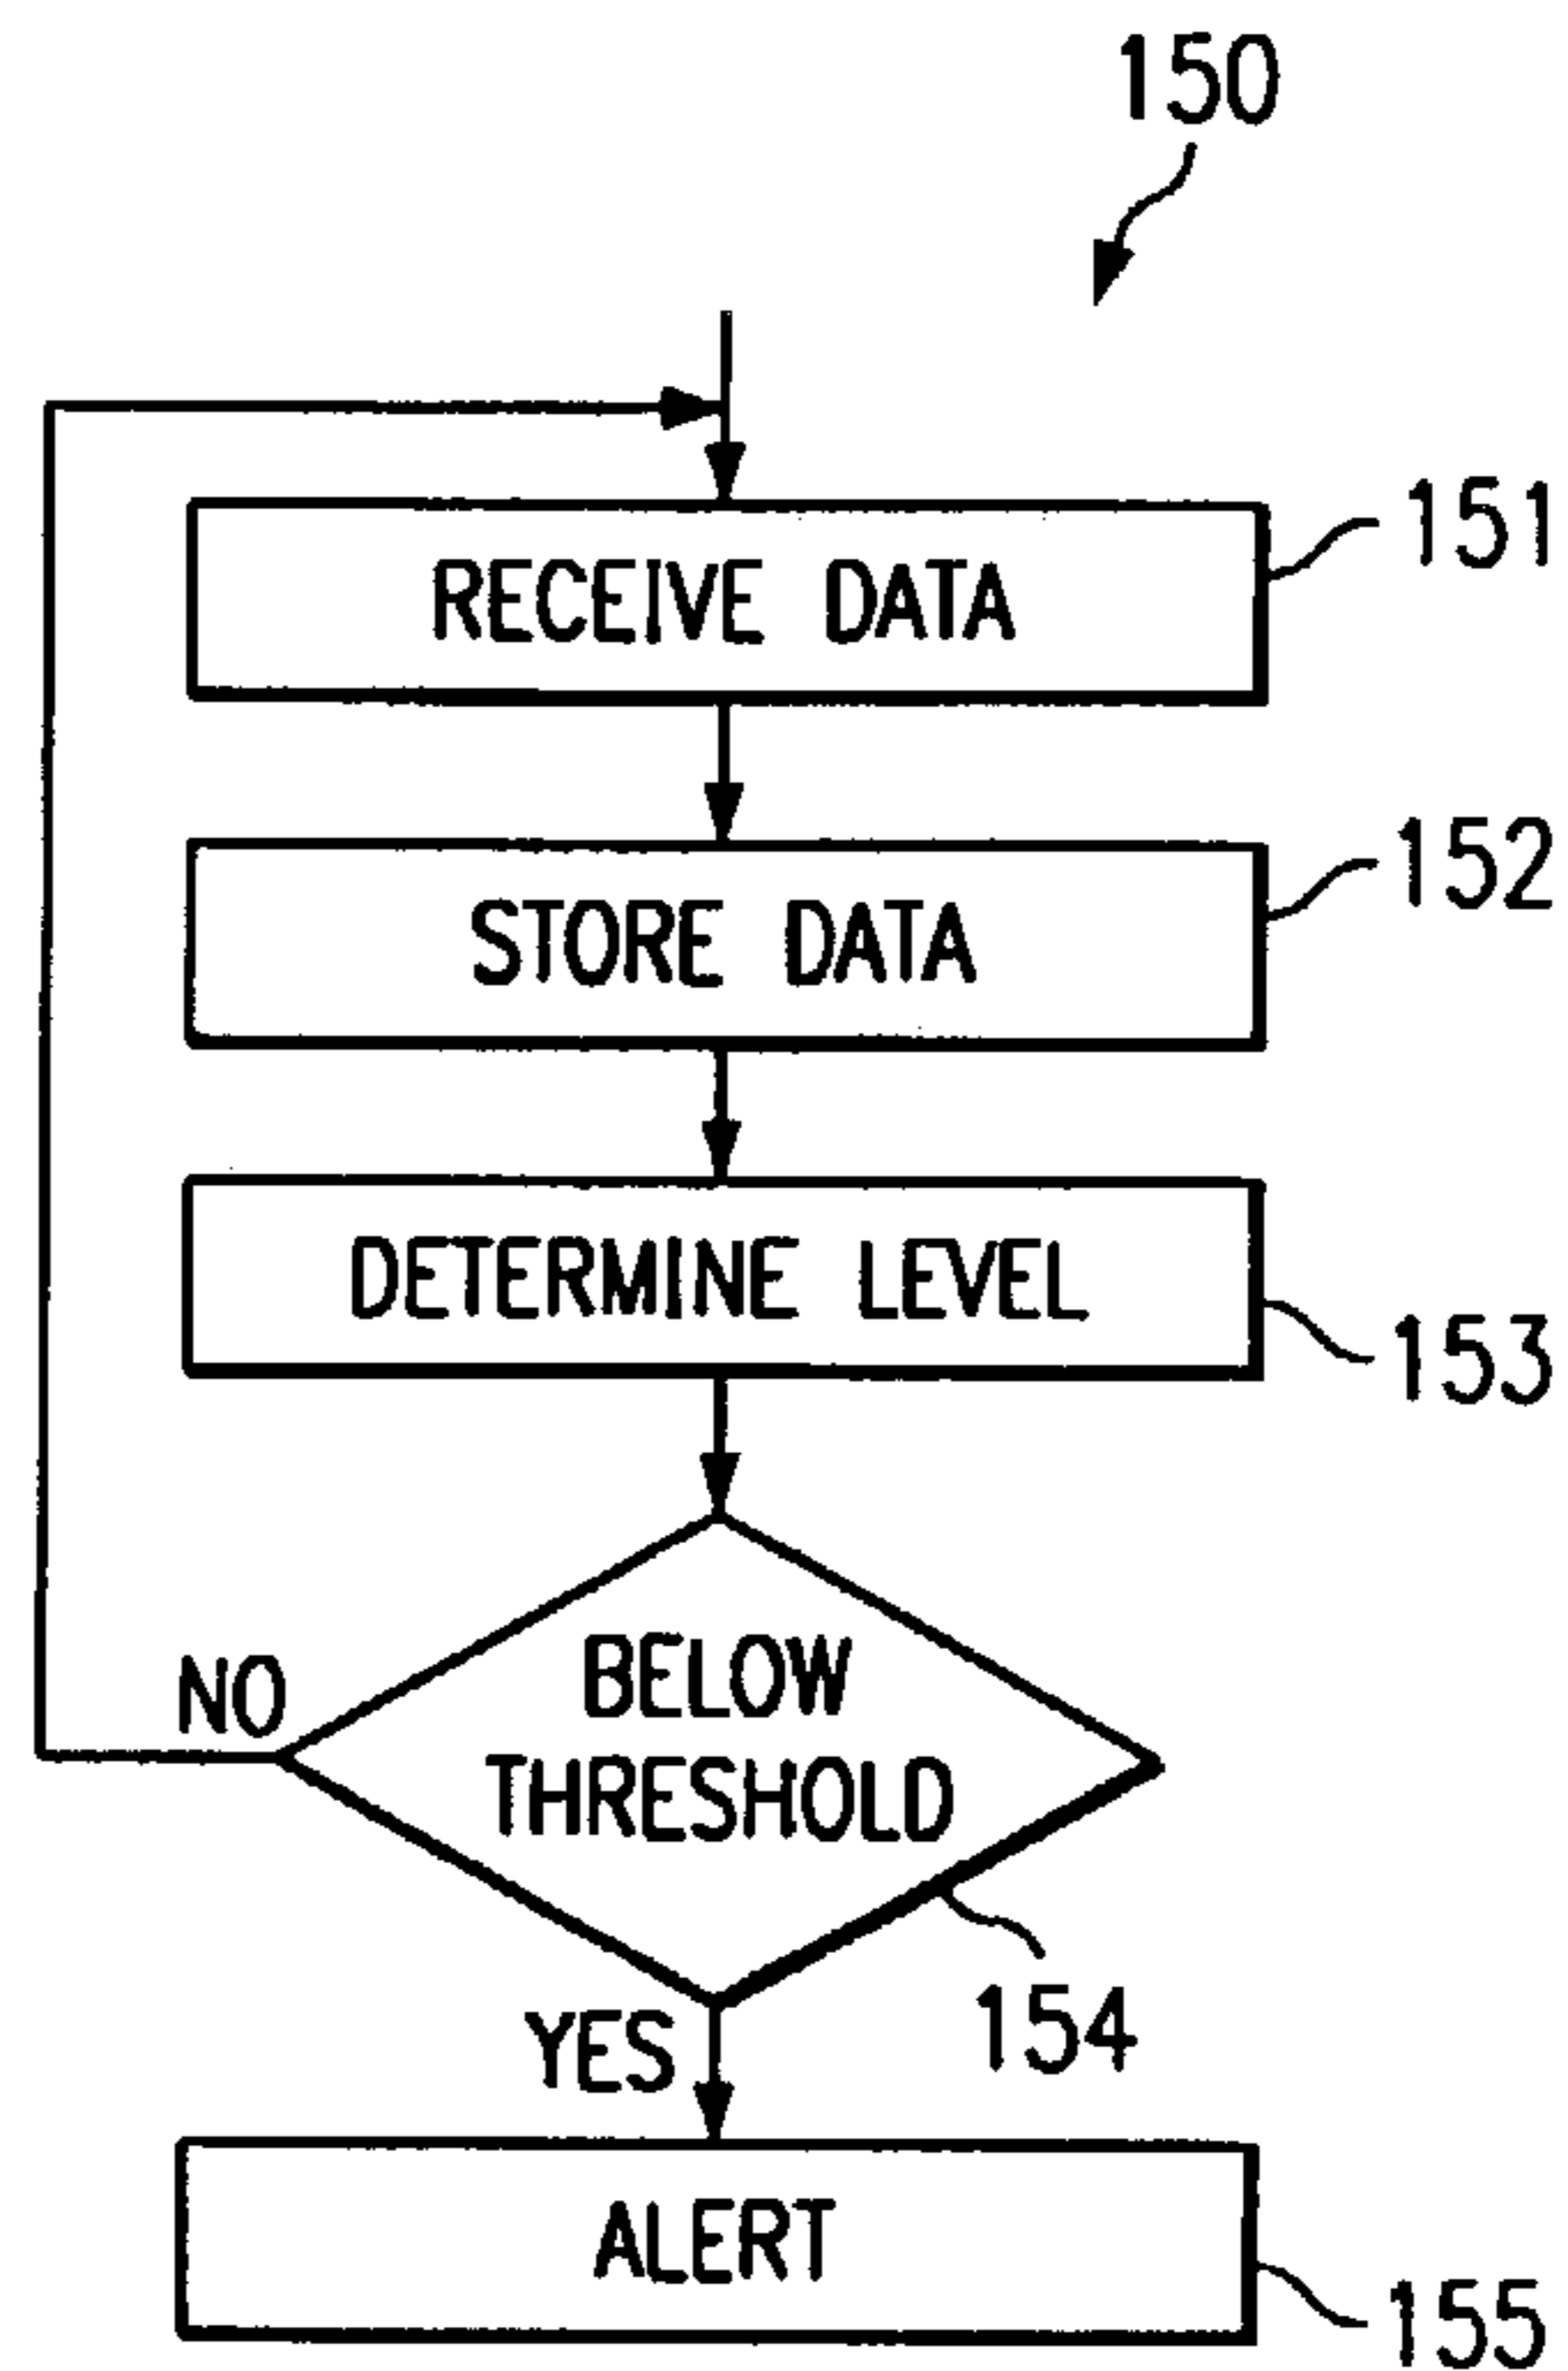 150
RECEIVE DATA
151
STORE DATA
152
DETERMINE LEVEL
153
BELOW
THRESHOLD
NO
154
YES
ALERT
155